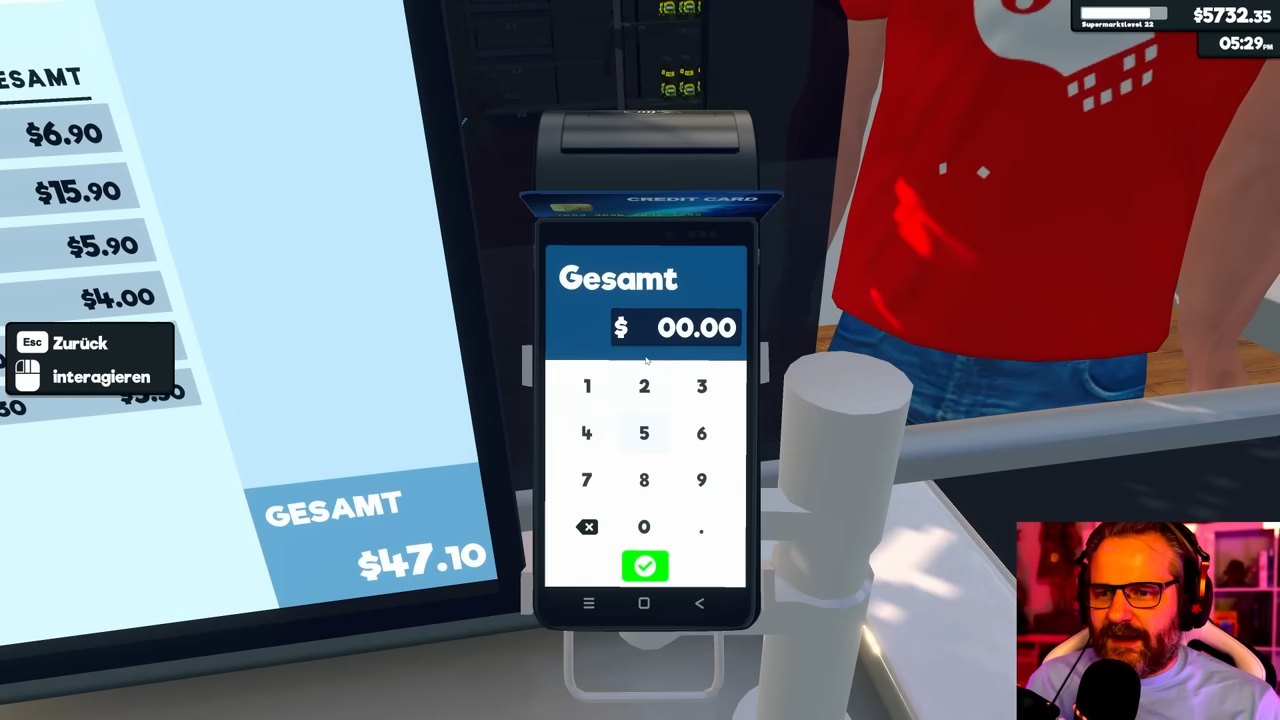 $5732.35
Supermarktlevel 22
05:29PM
ESAMT
$6.90
$15.90
$5.90
$4.00
Esc Zurück
interagieren
GESAMT
$47.10
CREDIT CARD
Gesamt
$ 00.00
1 2 3
4 5 6
7 8 9
0 .